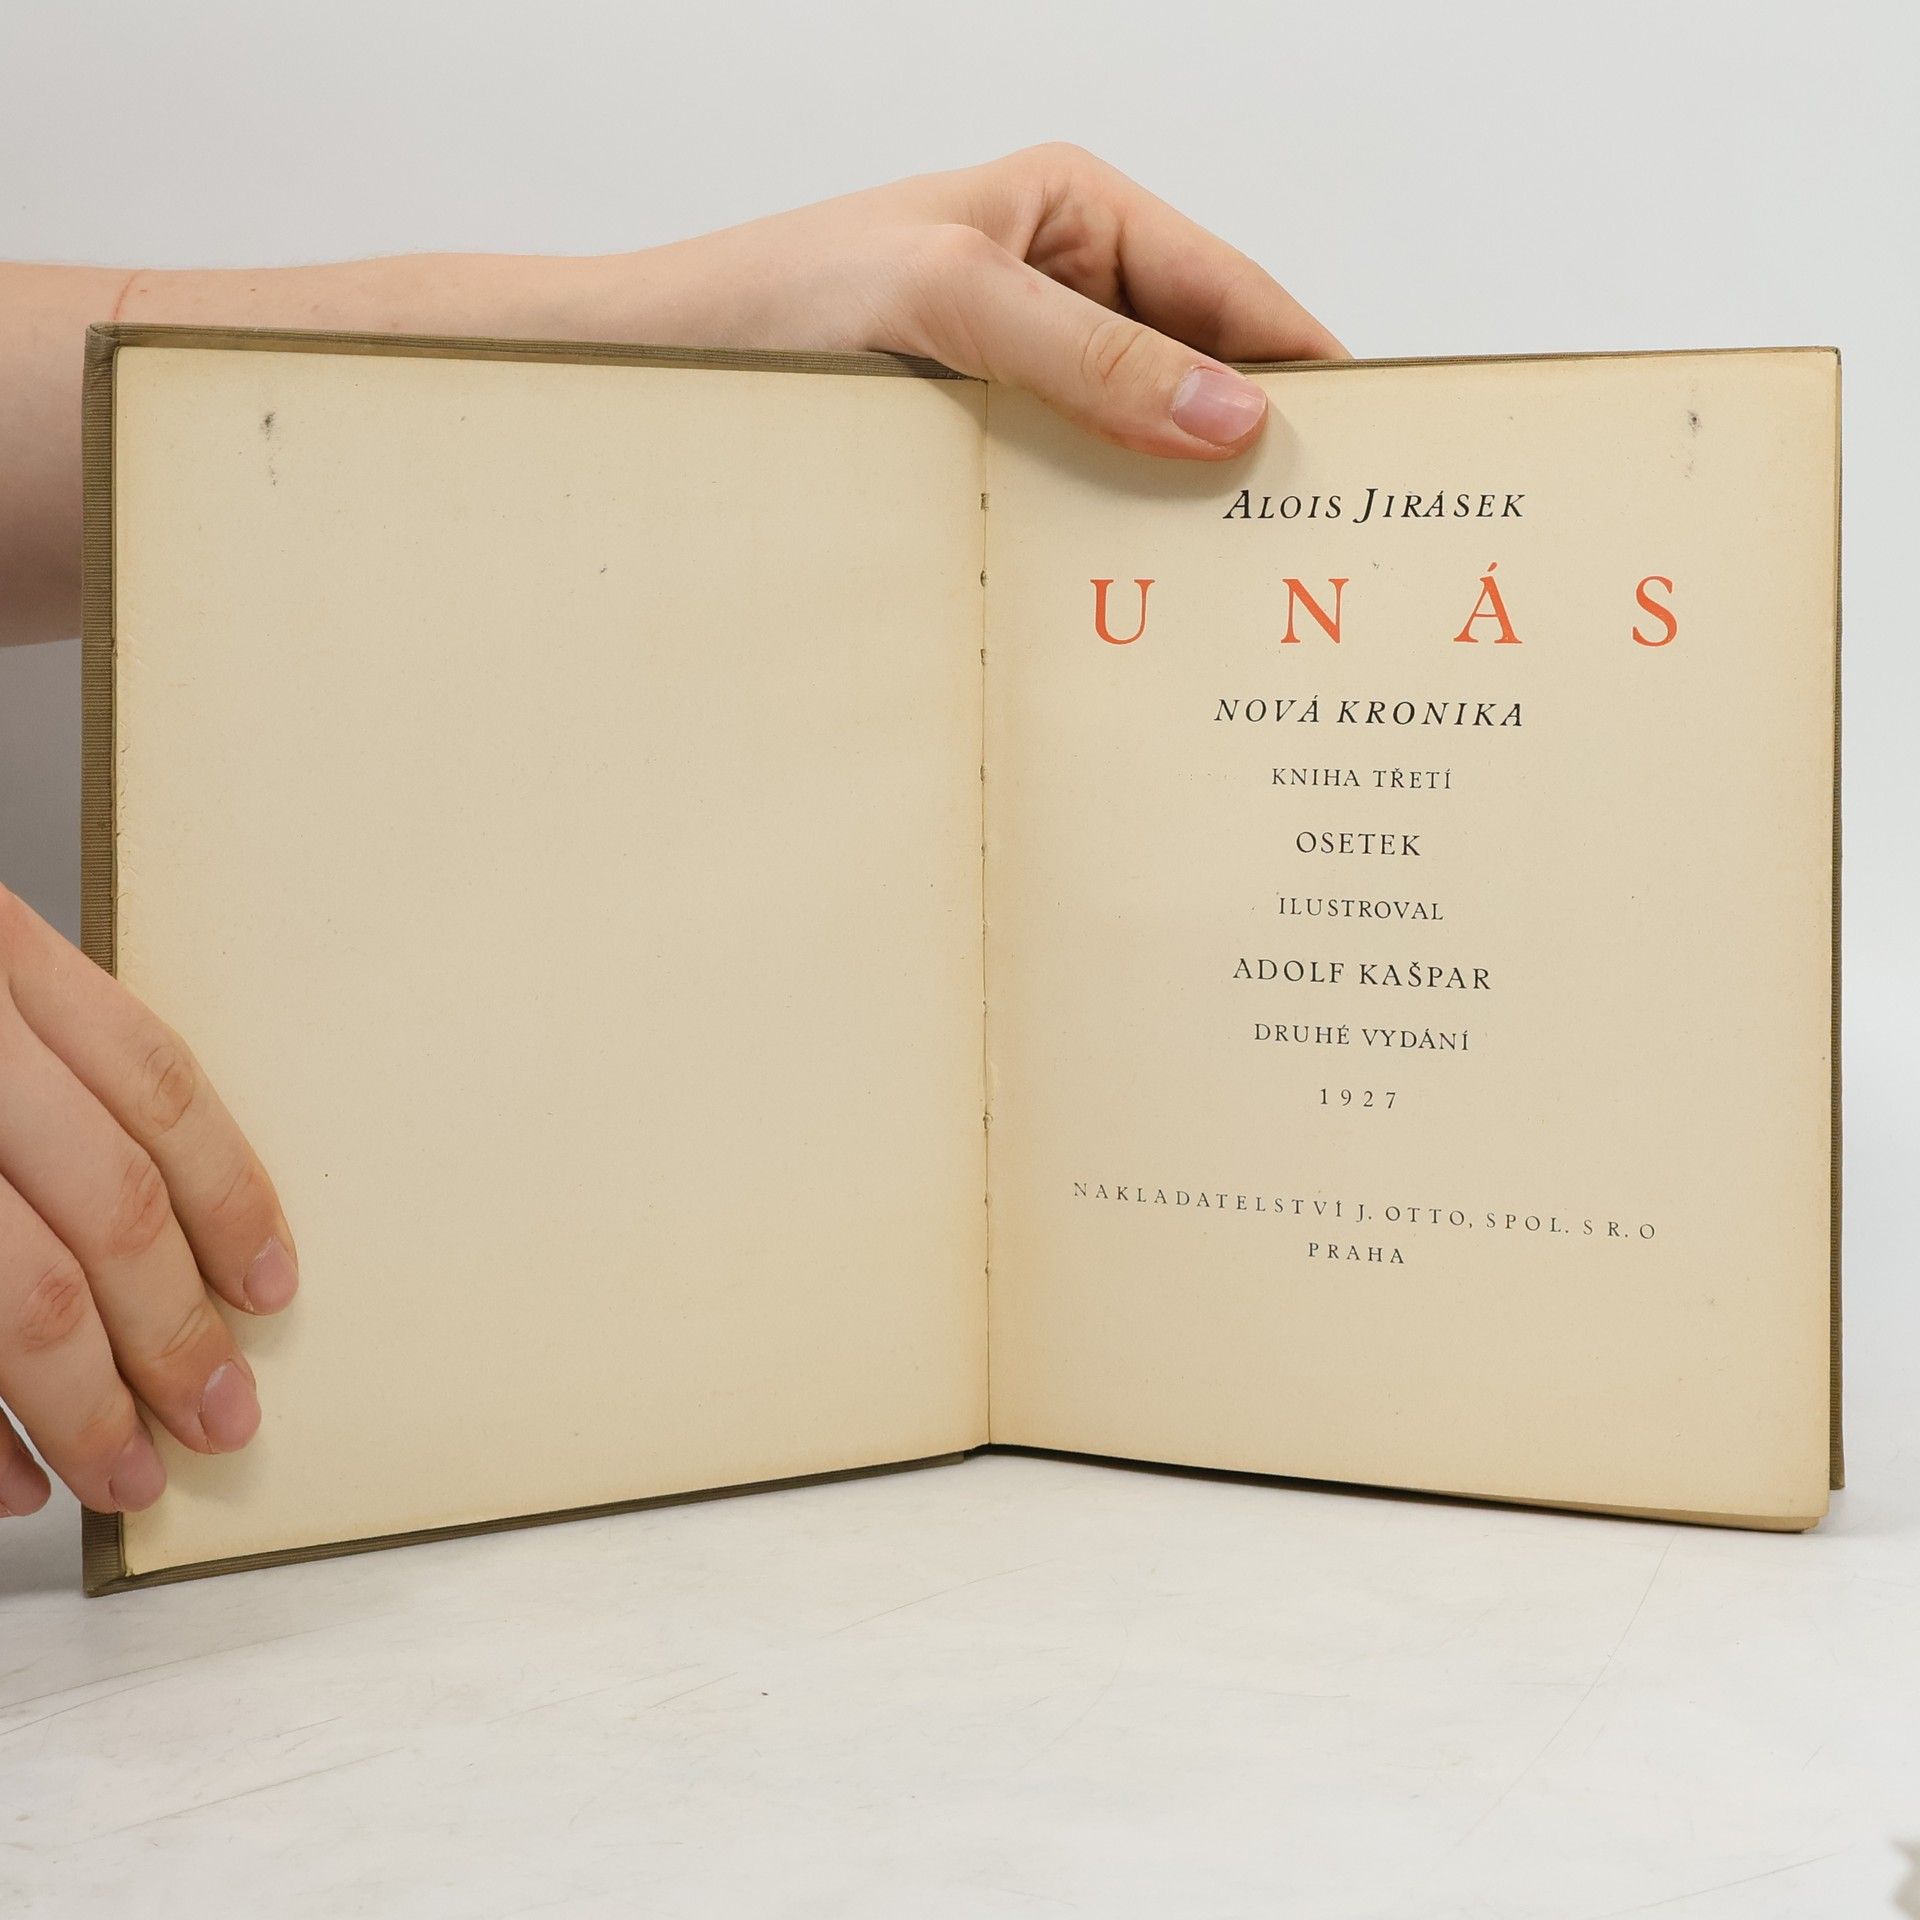 ALOIS JIRÁSEK
U NÁS
NOVÁ KRONIKA
KNIHA TŘETÍ
OSETEK
ILUSTROVAL
ADOLF KAŠPAR
DRUHÉ VYDÁNÍ
1927
NAKLADATELSTVÍ J. OTTO, SPOL. S R. O
PRAHA